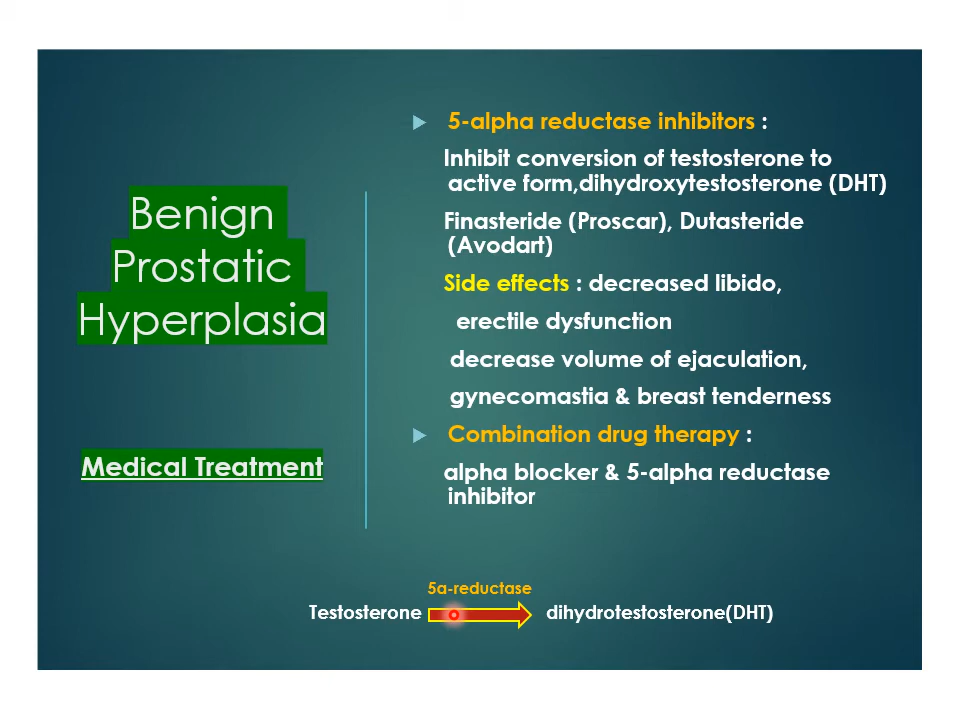 Benign
Prostatic
Hyperplasia
Medical Treatment
5-alpha reductase inhibitors :
Inhibit conversion of testosterone to
active form,dihydroxytestosterone (DHT)
Finasteride (Proscar), Dutasteride
(Avodart)
Side effects : decreased libido,
erectile dysfunction
decrease volume of ejaculation,
gynecomastia & breast tenderness
Combination drug therapy :
alpha blocker & 5-alpha reductase
inhibitor
5a-reductase
Testosterone dihydrotestosterone(DHT)